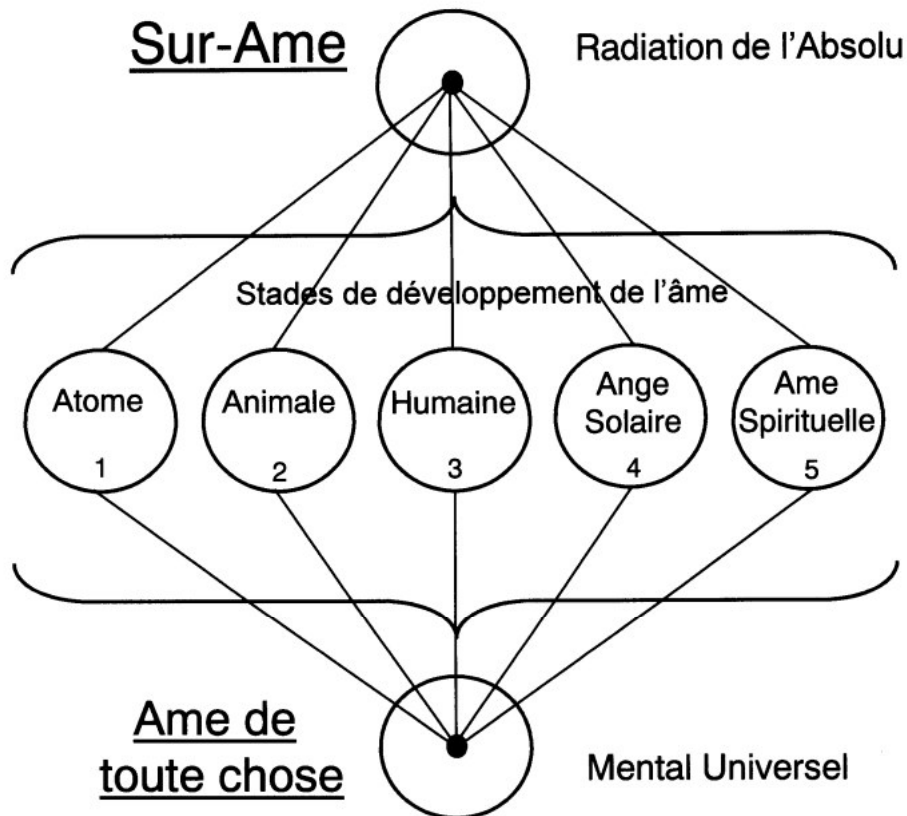 Sur-Ame
Radiation de l'Absolu
Stades de développement de l'âme
Atome
1
Animale
2
Humaine
3
Ange
Solaire
4
Ame
Spirituelle
5
Ame de
toute chose
Mental Universel